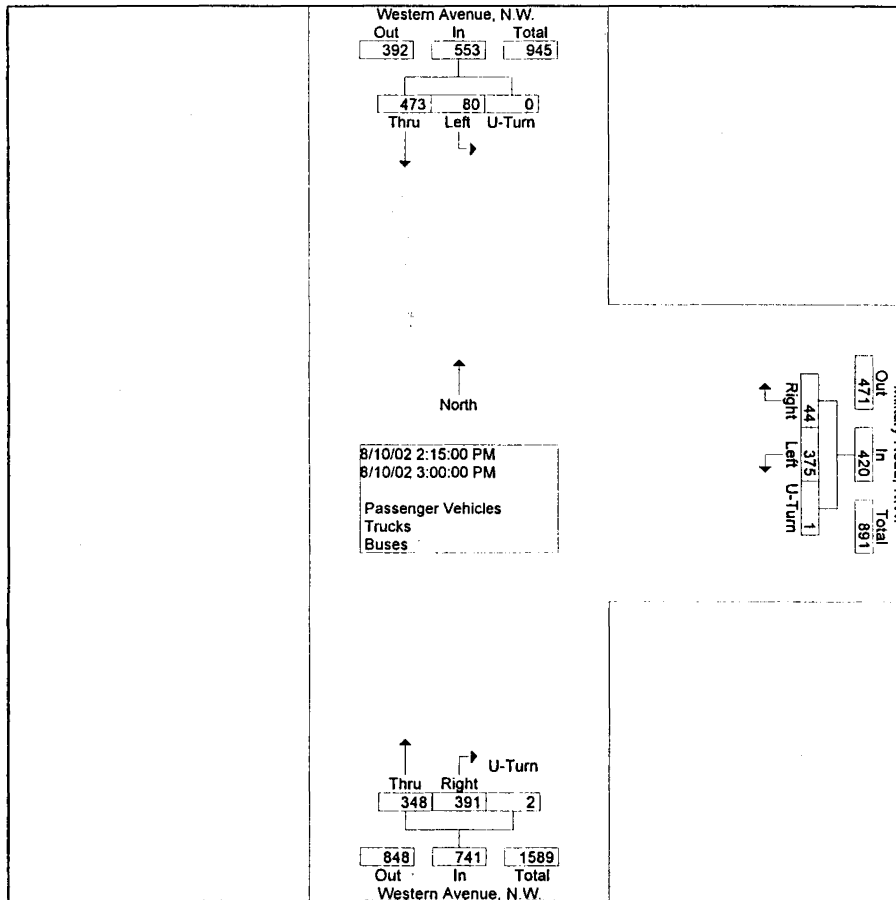 Western Avenue, N.W.
Out In Total
392 553 945
473 80 0
Thru Left U-Turn
North
8/10/02 2:15:00 PM
8/10/02 3:00:00 PM
Passenger Vehicles
Trucks
Buses
Out In Total
471 420 891
44 375 1
Right Left U-Turn
U-Turn
Thru Right
348 391 2
848 741 1589
Out In Total
Western Avenue, N.W.